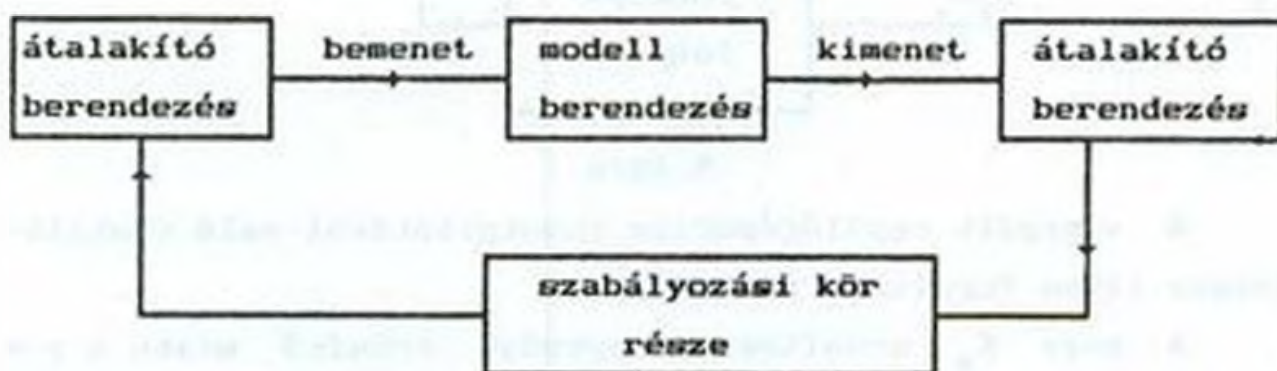 átalakító
berendezés
bemenet
modell
berendezés
kimenet
átalakító
berendezés
szabályozási kör
része